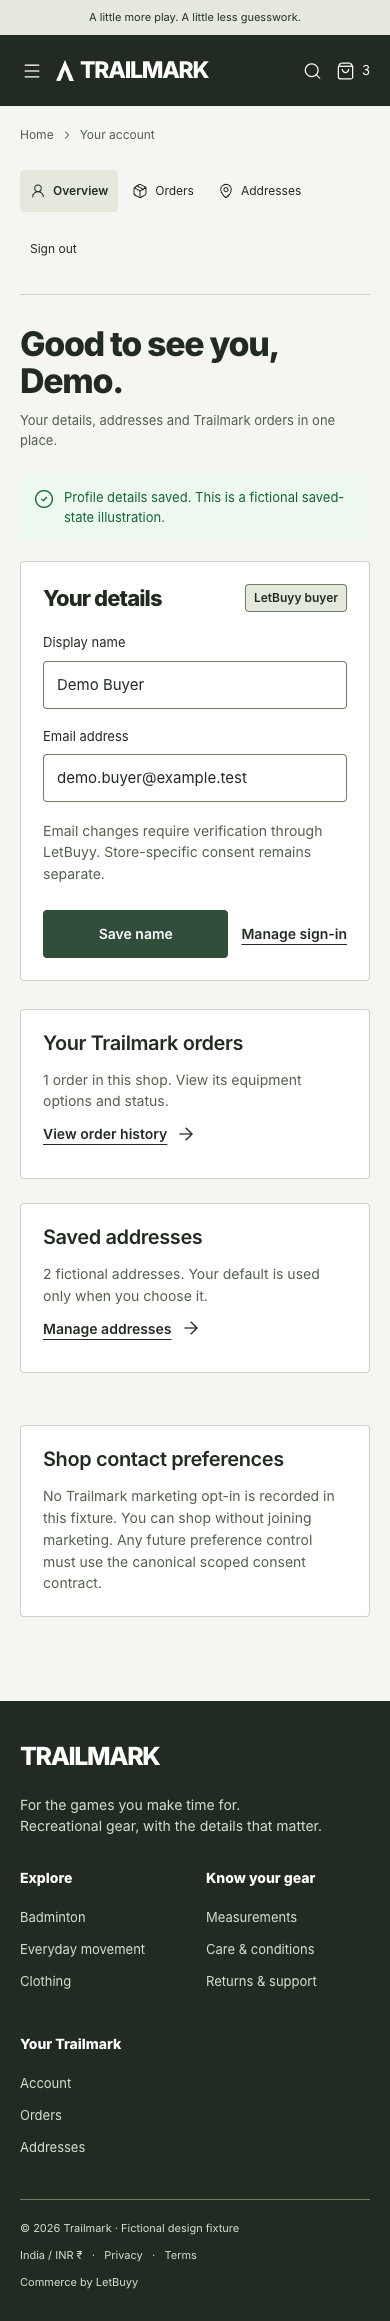 A little more play. A little less guesswork.
TRAILMARK
3
Home > Your account
Overview Orders Addresses
Sign out
Good to see you,
Demo.
Your details, addresses and Trailmark orders in one
place.
Profile details saved. This is a fictional saved-
state illustration.
Your details LetBuyy buyer
Display name
Demo Buyer
Email address
demo.buyer@example.test
Email changes require verification through
LetBuyy. Store-specific consent remains
separate.
Save name Manage sign-in
Your Trailmark orders
1 order in this shop. View its equipment
options and status.
View order history
Saved addresses
2 fictional addresses. Your default is used
only when you choose it.
Manage addresses
Shop contact preferences
No Trailmark marketing opt-in is recorded in
this fixture. You can shop without joining
marketing. Any future preference control
must use the canonical scoped consent
contract.
TRAILMARK
For the games you make time for.
Recreational gear, with the details that matter.
Explore
Badminton
Everyday movement
Clothing
Know your gear
Measurements
Care & conditions
Returns & support
Your Trailmark
Account
Orders
Addresses
© 2026 Trailmark · Fictional design fixture
India / INR ₹ · Privacy · Terms
Commerce by LetBuyy